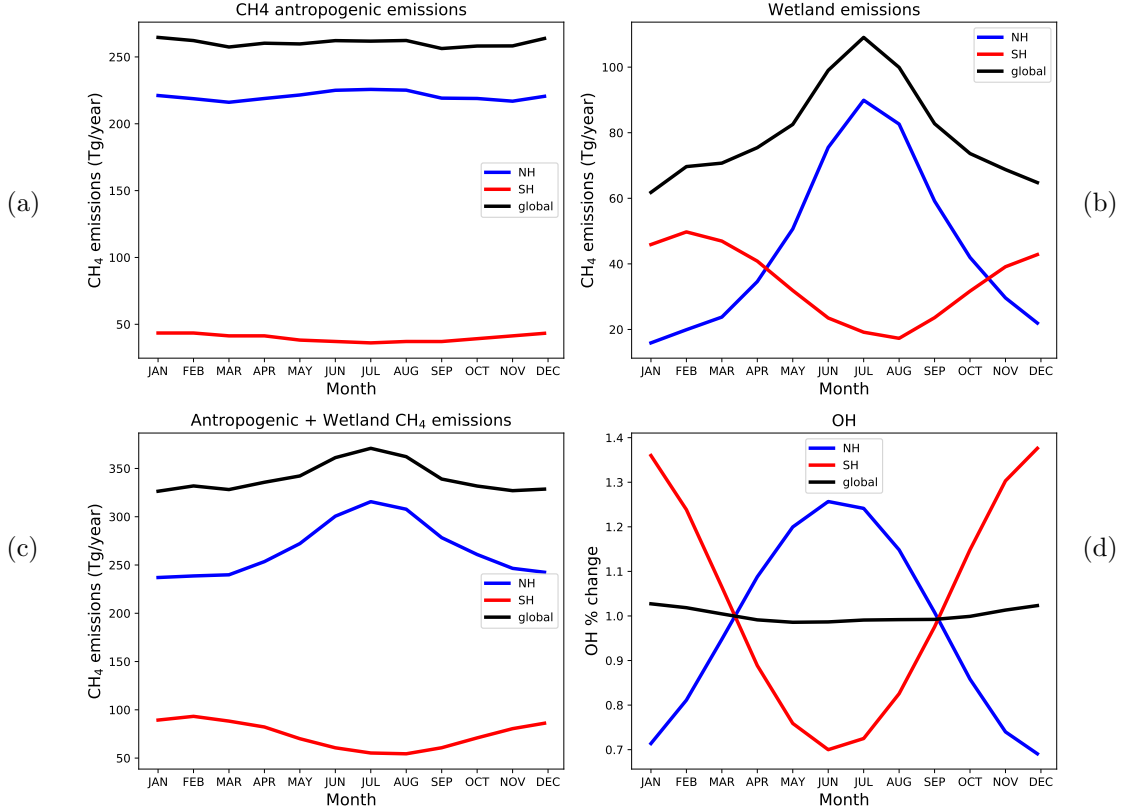 CH4 antropogenic emissions
250
200
150
100
50
CH₄ emissions (Tg/year)
NH
SH
global
JAN FEB MAR APR MAY JUN JUL AUG SEP OCT NOV DEC
Month
(a)
Wetland emissions
100
80
60
40
20
CH₄ emissions (Tg/year)
NH
SH
global
JAN FEB MAR APR MAY JUN JUL AUG SEP OCT NOV DEC
Month
(b)
Antropogenic + Wetland CH₄ emissions
350
300
250
200
150
100
50
CH₄ emissions (Tg/year)
NH
SH
global
JAN FEB MAR APR MAY JUN JUL AUG SEP OCT NOV DEC
Month
(c)
OH
1.4
1.3
1.2
1.1
1.0
0.9
0.8
0.7
OH % change
NH
SH
global
JAN FEB MAR APR MAY JUN JUL AUG SEP OCT NOV DEC
Month
(d)